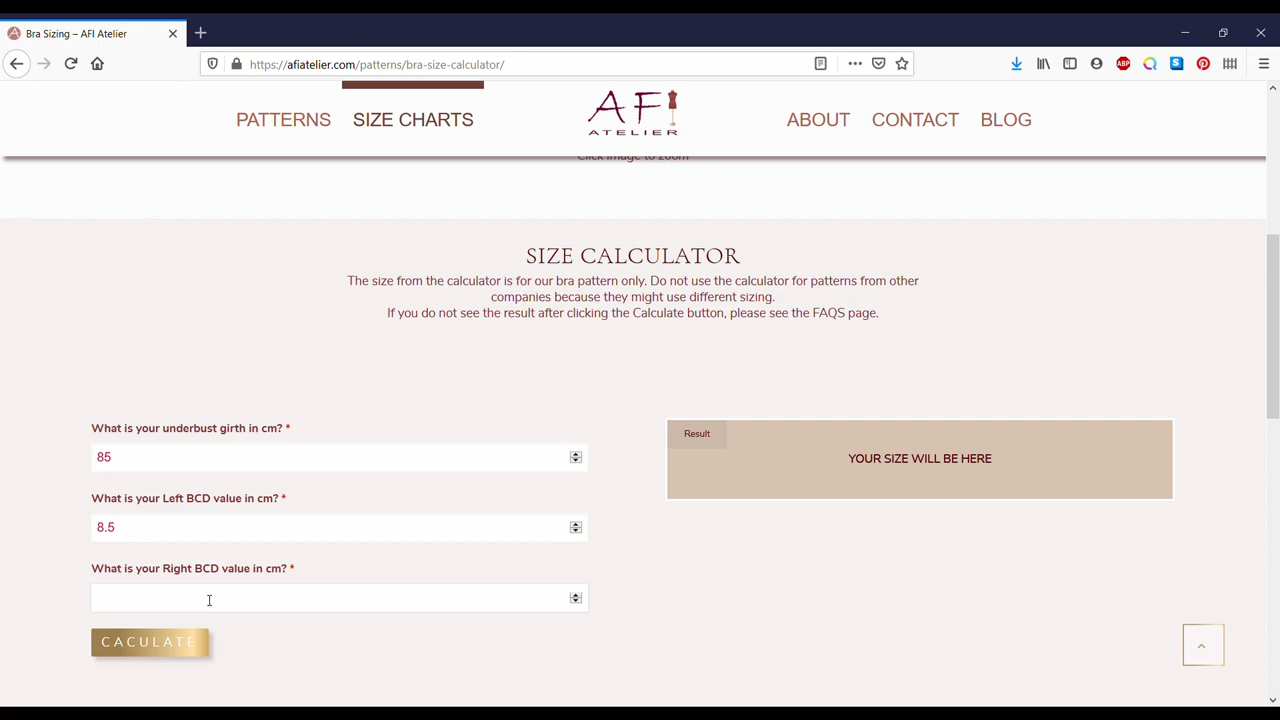 Bra Sizing – AFI Atelier
https://afiatelier.com/patterns/bra-size-calculator/
ABP
S
PATTERNS
SIZE CHARTS
AFI
ATELIER
ABOUT
CONTACT
BLOG
Click image to zoom
SIZE CALCULATOR
The size from the calculator is for our bra pattern only. Do not use the calculator for patterns from other
companies because they might use different sizing.
If you do not see the result after clicking the Calculate button, please see the FAQS page.
What is your underbust girth in cm? *
85
What is your Left BCD value in cm? *
8.5
What is your Right BCD value in cm? *
CACULATE
Result
YOUR SIZE WILL BE HERE